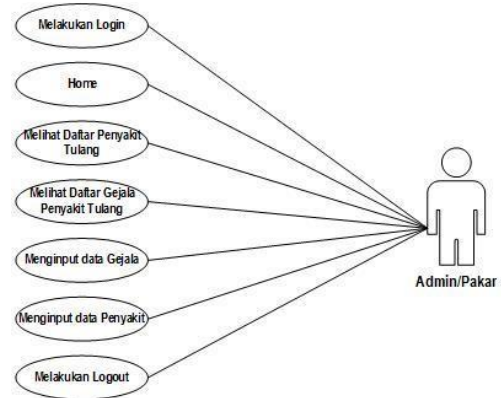 Melakukan Login
Home
Melihat Daftar Penyakit
Tulang
Melihat Daftar Gejala
Penyakit Tulang
Menginput data Gejala
Menginput data Penyakit
Melakukan Logout
Admin/Pakar